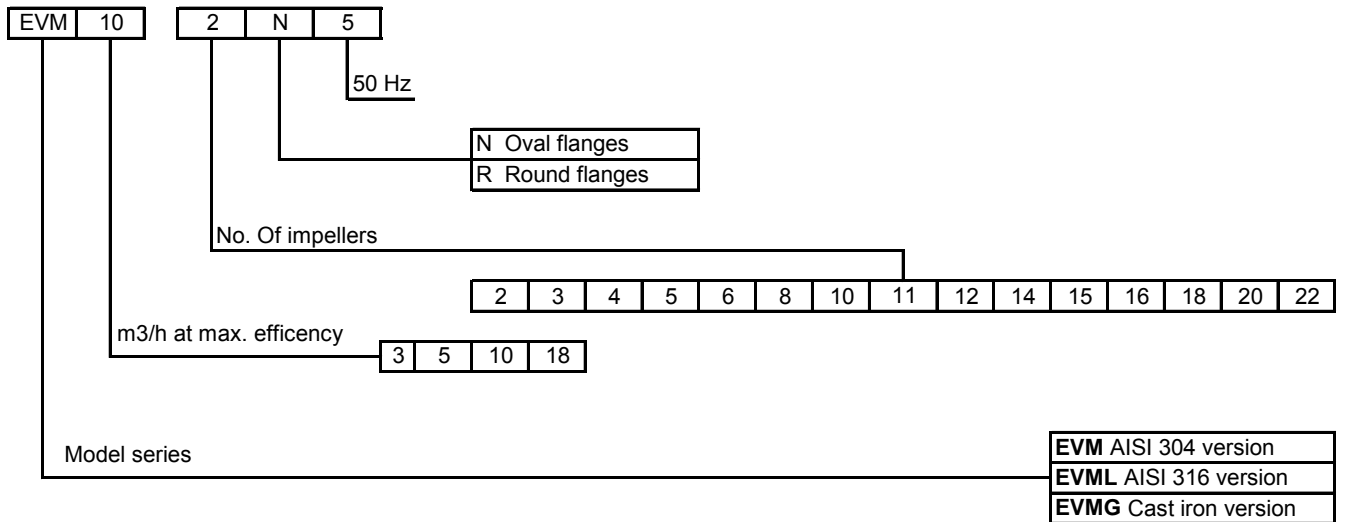 EVM 10 2 N 5
50 Hz
N Oval flanges
R Round flanges
No. Of impellers
2 3 4 5 6 8 10 11 12 14 15 16 18 20 22
m3/h at max. efficency
3 5 10 18
Model series
EVM AISI 304 version
EVML AISI 316 version
EVMG Cast iron version